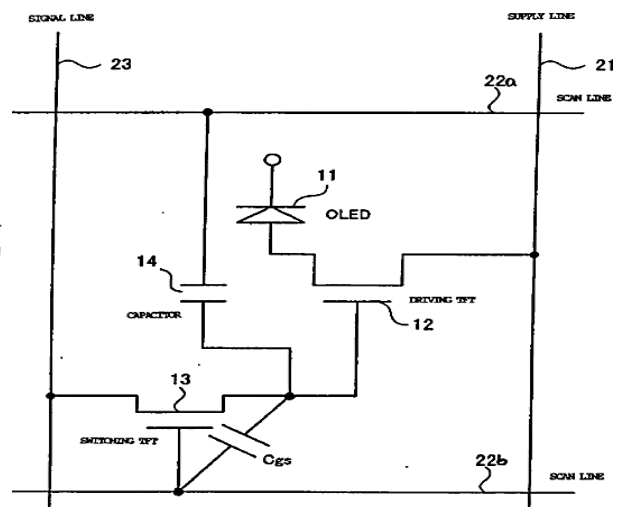 SIGNAL LINE
SUPPLY LINE
23
21
22a
SCAN LINE
11
OLED
14
CAPACITOR
DRIVING TFT
12
13
SWITCHING TFT
Cgs
22b
SCAN LINE